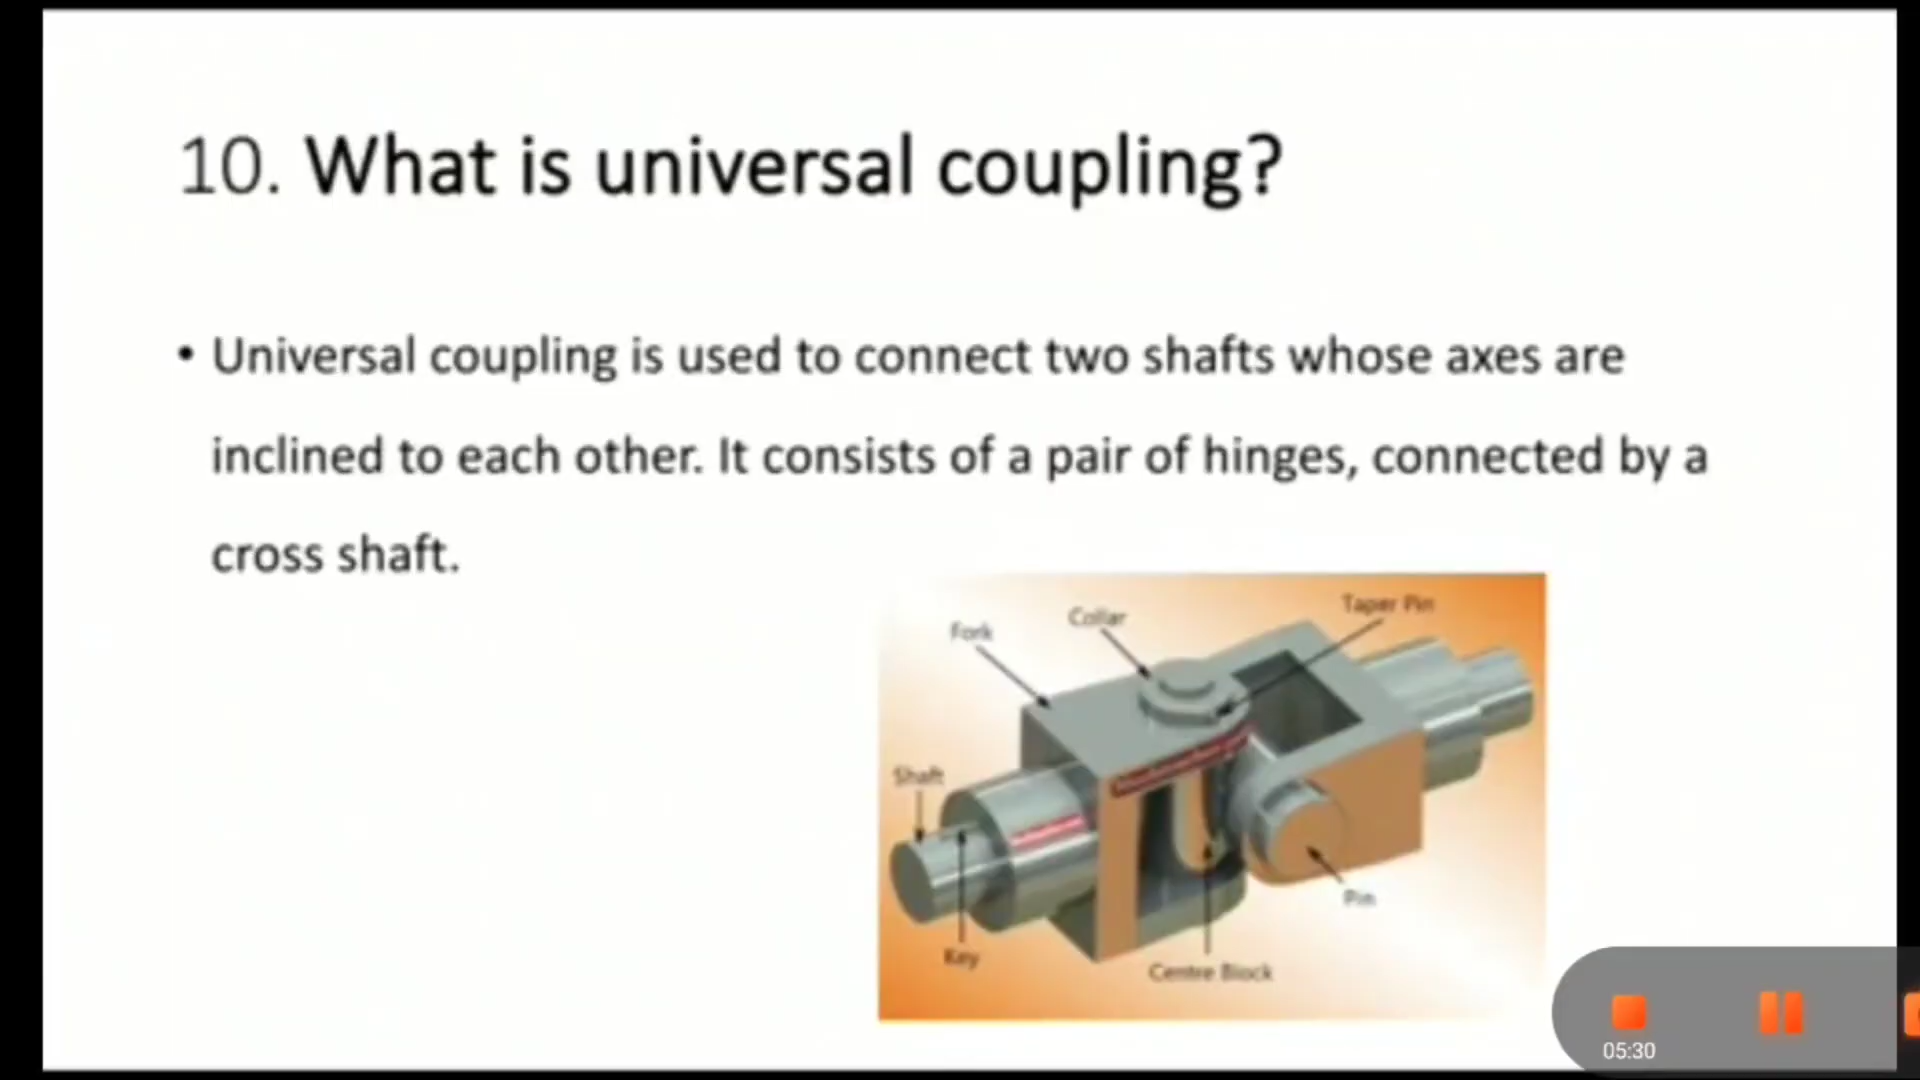 10. What is universal coupling?
• Universal coupling is used to connect two shafts whose axes are
inclined to each other. It consists of a pair of hinges, connected by a
cross shaft.
Taper Pin
Collar
Fork
Shaft
Pin
Key
Centre Block
05:30